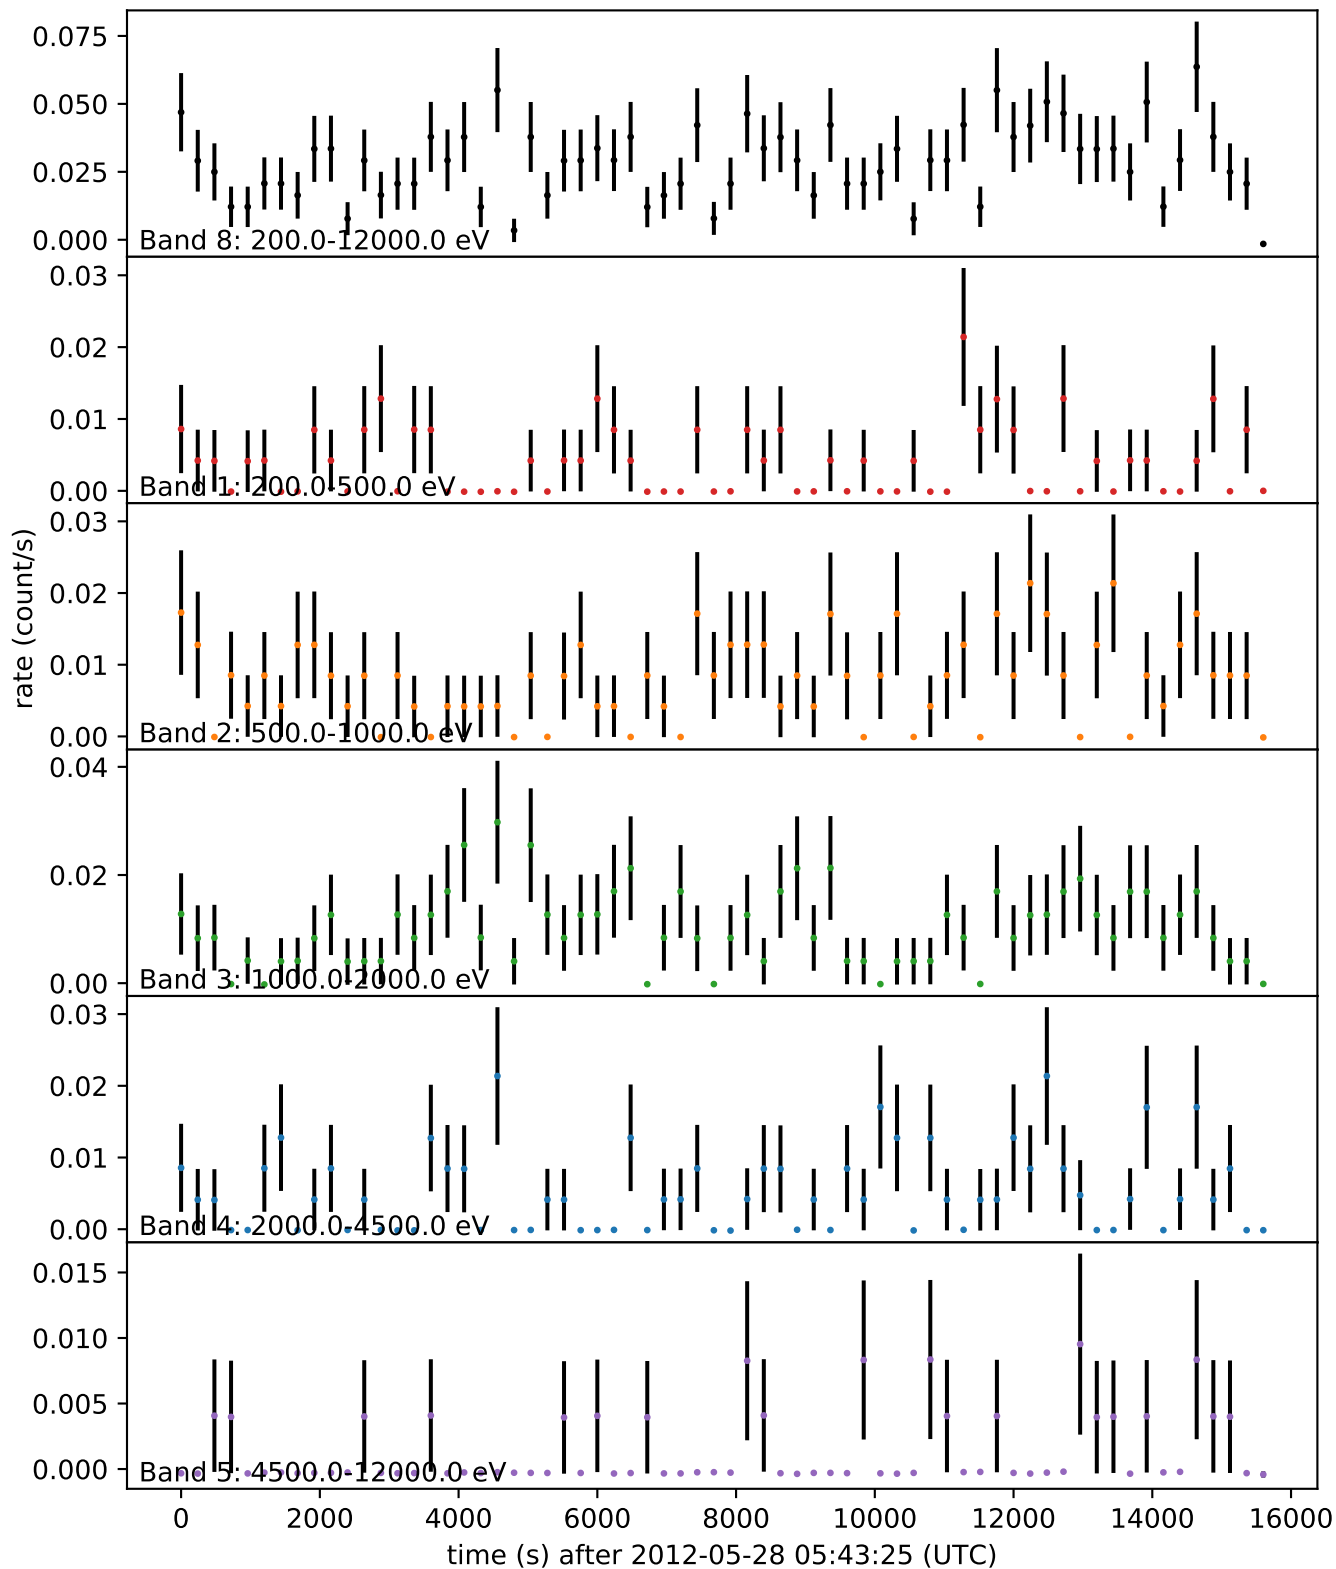 0.075
0.050
0.025
0.000
Band 8: 200.0-12000.0 eV
0.03
0.02
0.01
0.00
Band 1: 200.0-500.0 eV
0.03
0.02
0.01
0.00
Band 2: 500.0-1000.0 eV
rate (count/s)
0.04
0.02
0.00
Band 3: 1000.0-2000.0 eV
0.03
0.02
0.01
0.00
Band 4: 2000.0-4500.0 eV
0.015
0.010
0.005
0.000
Band 5: 4500.0-12000.0 eV
0 2000 4000 6000 8000 10000 12000 14000 16000
time (s) after 2012-05-28 05:43:25 (UTC)